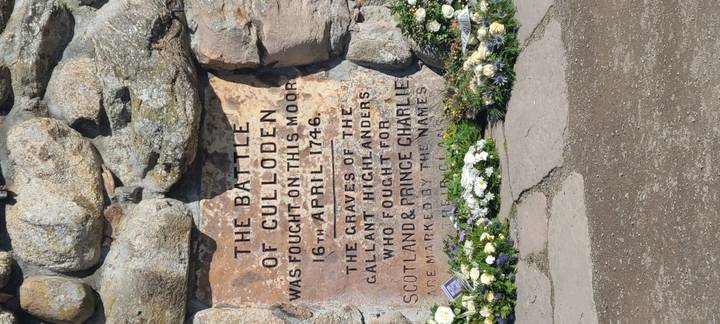 THE BATTLE
OF CULLODEN
WAS FOUGHT ON THIS MOOR
16TH APRIL 1746.
THE GRAVES OF THE
GALLANT HIGHLANDERS
WHO FOUGHT FOR
SCOTLAND & PRINCE CHARLIE
ARE MARKED BY THE NAMES